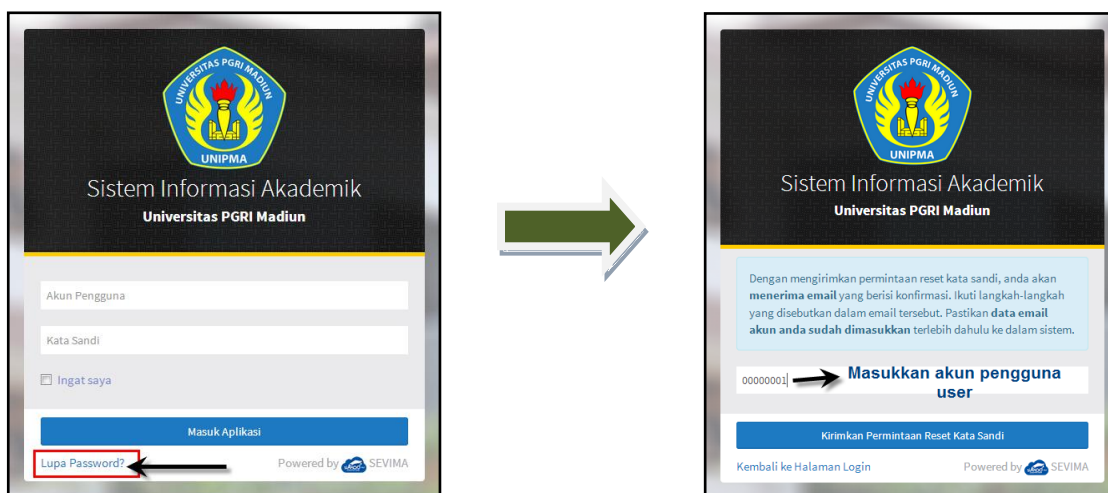 UNIVERSITAS PGRI MADIUN
UNIPMA
Sistem Informasi Akademik
Universitas PGRI Madiun
Akun Pengguna
Kata Sandi
Ingat saya
Masuk Aplikasi
Lupa Password?
Powered by SEVIMA
UNIVERSITAS PGRI MADIUN
UNIPMA
Sistem Informasi Akademik
Universitas PGRI Madiun
Dengan mengirimkan permintaan reset kata sandi, anda akan
menerima email yang berisi konfirmasi. Ikuti langkah-langkah
yang disebutkan dalam email tersebut. Pastikan data email
akun anda sudah dimasukkan terlebih dahulu ke dalam sistem.
00000001
Masukkan akun pengguna
user
Kirimkan Permintaan Reset Kata Sandi
Kembali ke Halaman Login
Powered by SEVIMA